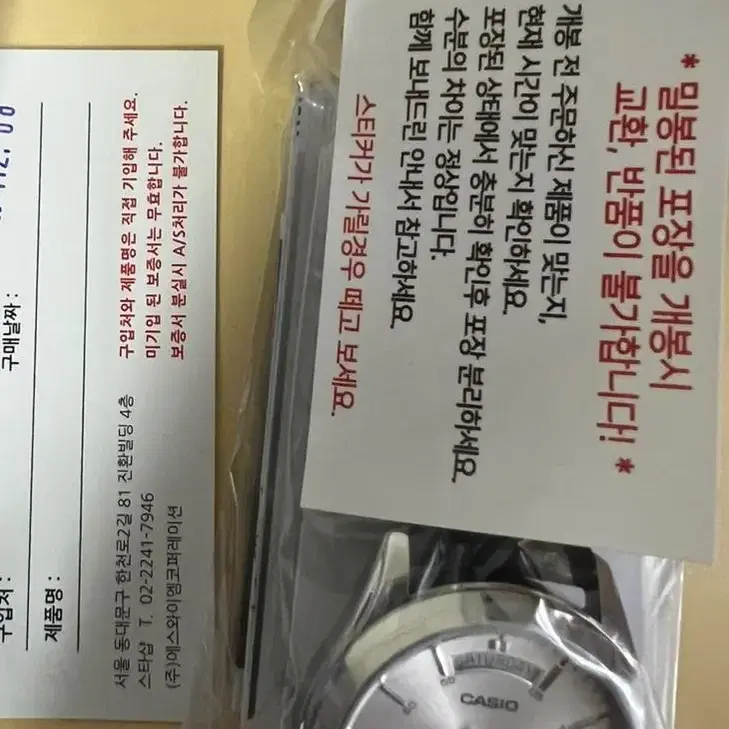 * 밀봉된 포장을 개봉시
교환, 반품이 불가합니다! *
개봉 전 주문하신 제품이 맞는지,
현재 시간이 맞는지 확인하세요.
포장된 상태에서 충분히 확인후 포장 분리하세요.
수분의 차이는 정상입니다.
함께 보내드린 안내서 참고하세요.
스티커가 가릴경우 떼고 보세요.
구매날짜 :
구입처 :
제품명 :
구입처와 제품명은 직접 기입해 주세요.
미기입 된 보증서는 무효합니다.
보증서 분실시 A/S처리가 불가합니다.
서울 동대문구 한천로2길 81 진환빌딩 4층
스타샵 T. 02-2241-7946
(주)에스와이엠코퍼레이션
SATURDAY
60
CASIO